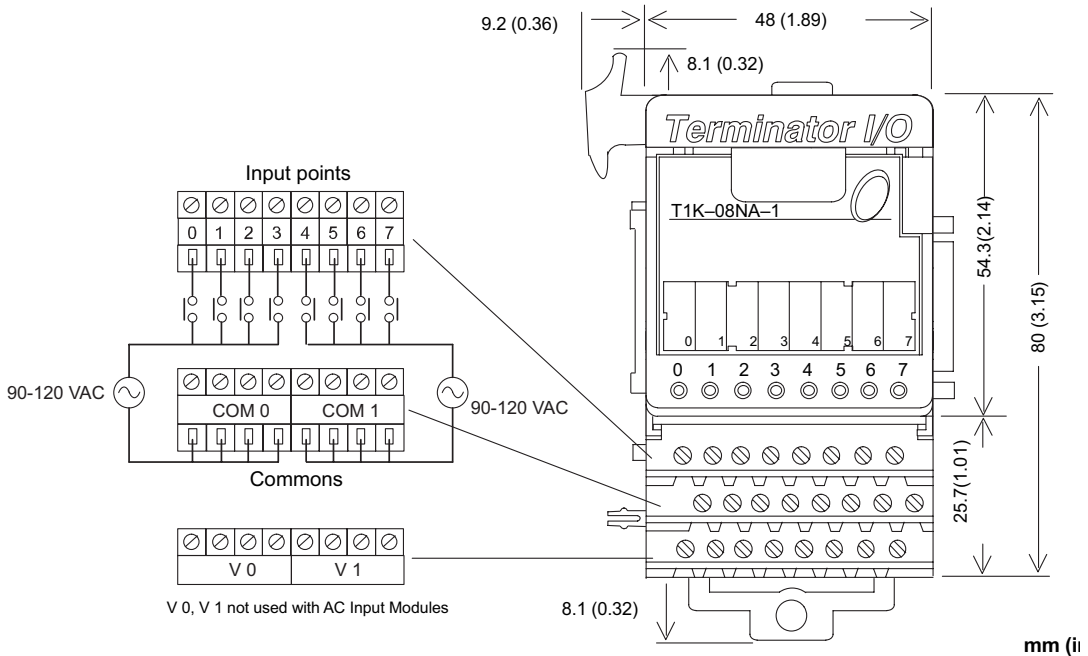 9.2 (0.36)
48 (1.89)
8.1 (0.32)
Terminator I/O
T1K–08NA–1
0 1 2 3 4 5 6 7
0 1 2 3 4 5 6 7
54.3(2.14)
80 (3.15)
25.7(1.01)
8.1 (0.32)
Input points
0 1 2 3 4 5 6 7
90-120 VAC
COM 0 COM 1
90-120 VAC
Commons
V 0 V 1
V 0, V 1 not used with AC Input Modules
mm (in